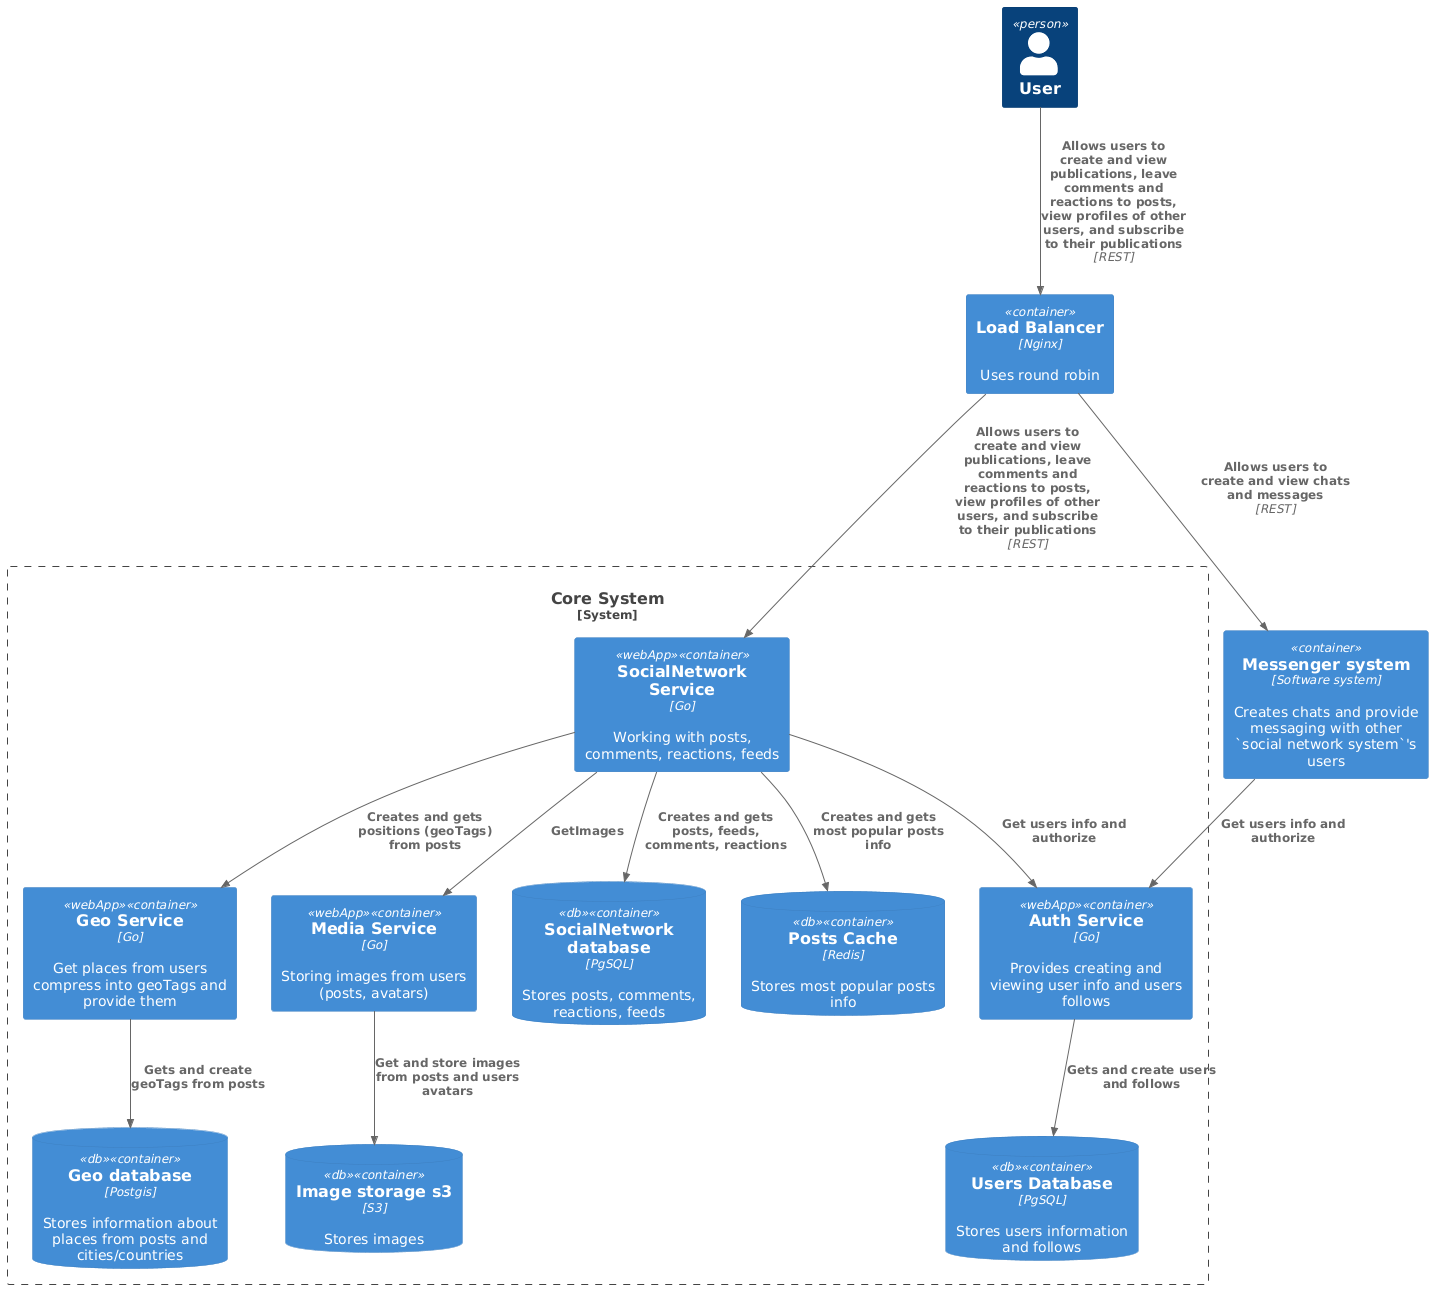 «person»
User
Allows users to
create and view
publications, leave
comments and
reactions to posts,
view profiles of other
users, and subscribe
to their publications
[REST]
«container»
Load Balancer
[Nginx]
Uses round robin
Allows users to
create and view
publications, leave
comments and
reactions to posts,
view profiles of other
users, and subscribe
to their publications
[REST]
Allows users to
create and view chats
and messages
[REST]
Core System
[System]
«webApp»«container»
SocialNetwork
Service
[Go]
Working with posts,
comments, reactions, feeds
«container»
Messenger system
[Software system]
Creates chats and provide
messaging with other
`social network system`'s
users
Creates and gets
positions (geoTags)
from posts
GetImages
Creates and gets
posts, feeds,
comments, reactions
Creates and gets
most popular posts
info
Get users info and
authorize
Get users info and
authorize
«webApp»«container»
Geo Service
[Go]
Get places from users
compress into geoTags and
provide them
«webApp»«container»
Media Service
[Go]
Storing images from users
(posts, avatars)
«db»«container»
SocialNetwork
database
[PgSQL]
Stores posts, comments,
reactions, feeds
«db»«container»
Posts Cache
[Redis]
Stores most popular posts
info
«webApp»«container»
Auth Service
[Go]
Provides creating and
viewing user info and users
follows
Gets and create
geoTags from posts
Get and store images
from posts and users
avatars
Gets and create users
and follows
«db»«container»
Geo database
[Postgis]
Stores information about
places from posts and
cities/countries
«db»«container»
Image storage s3
[S3]
Stores images
«db»«container»
Users Database
[PgSQL]
Stores users information
and follows